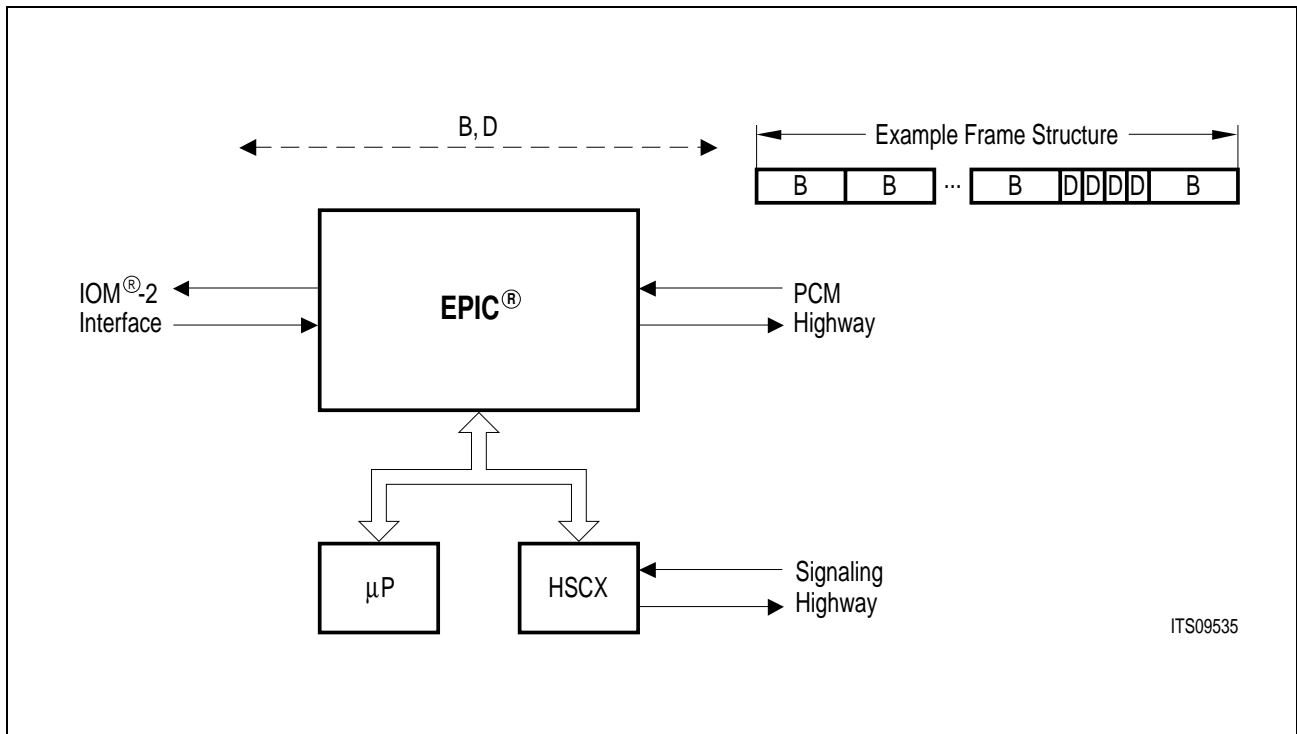 B, D
Example Frame Structure
B B ... B D D D D B
IOM®-2
Interface
EPIC®
PCM
Highway
μP
HSCX
Signaling
Highway
ITS09535